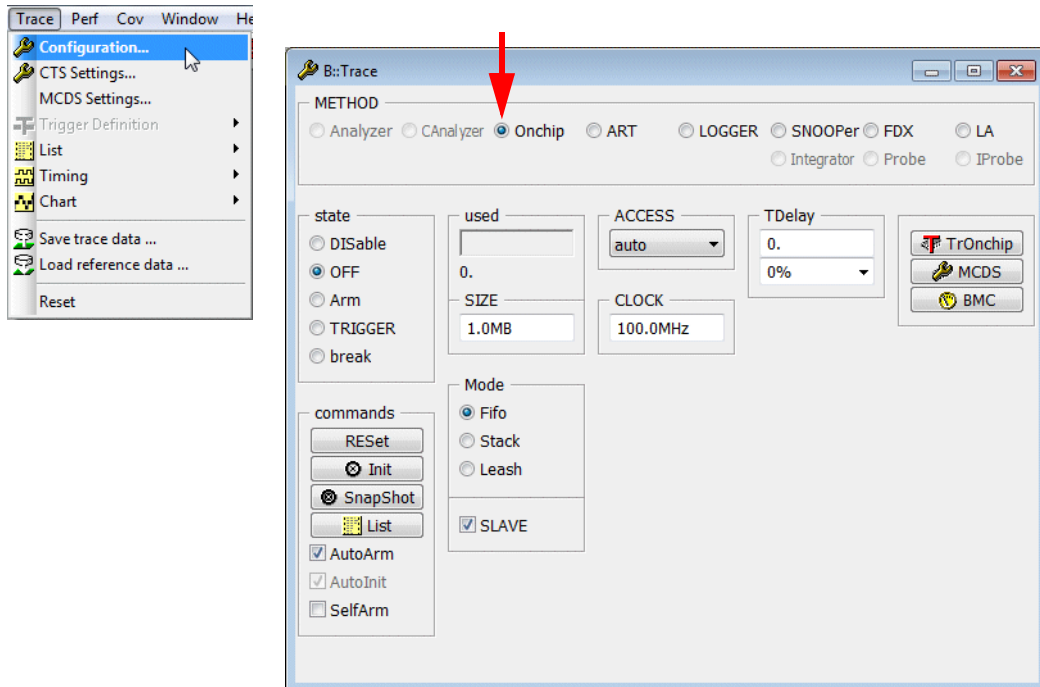 Trace Perf Cov Window He
Configuration...
CTS Settings...
MCDS Settings...
Trigger Definition
List
Timing
Chart
Save trace data ...
Load reference data ...
Reset
B::Trace
METHOD
Analyzer CAnalyzer Onchip ART LOGGER SNOOPer FDX LA
Integrator Probe IProbe
state
DISable
OFF
Arm
TRIGGER
break
used
0.
SIZE
1.0MB
ACCESS
auto
CLOCK
100.0MHz
TDelay
0.
0%
TrOnchip
MCDS
BMC
commands
RESet
Init
SnapShot
List
AutoArm
AutoInit
SelfArm
Mode
Fifo
Stack
Leash
SLAVE